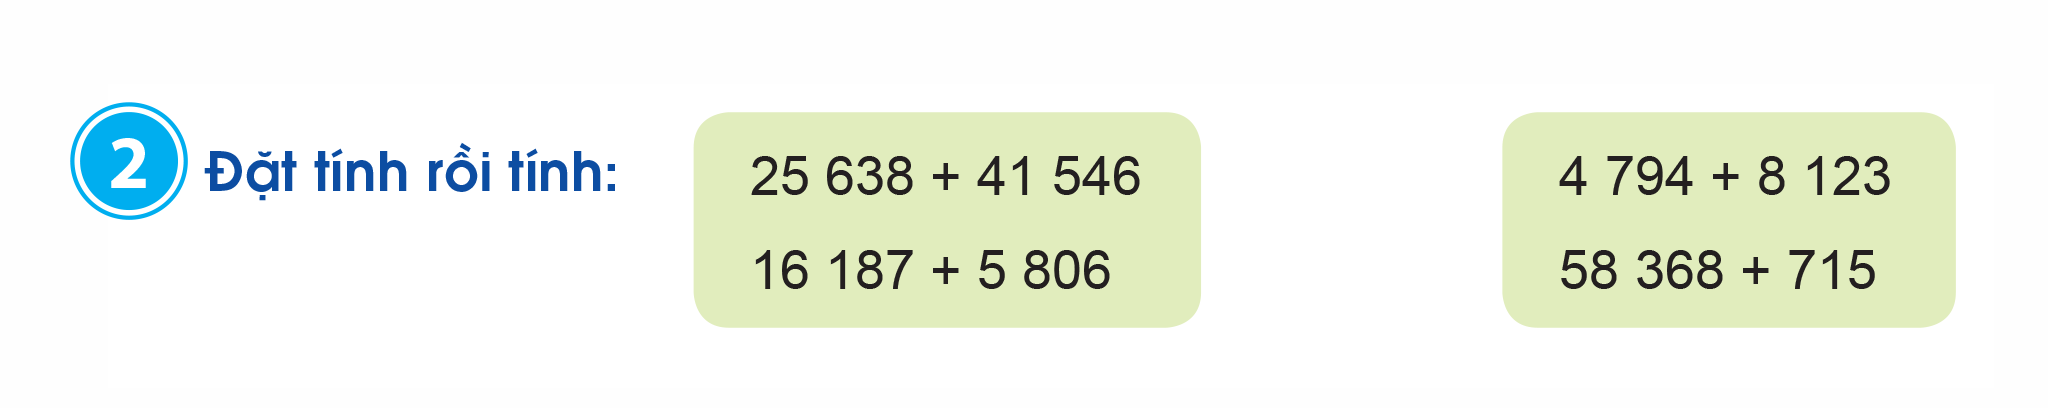 2 Đặt tính rồi tính:
25 638 + 41 546
16 187 + 5 806
4 794 + 8 123
58 368 + 715